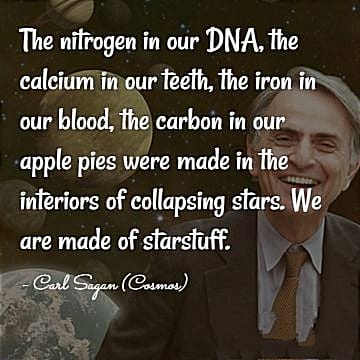 The nitrogen in our DNA, the
calcium in our teeth, the iron in
our blood, the carbon in our
apple pies were made in the
interiors of collapsing stars. We
are made of starstuff.
- Carl Sagan (Cosmos)